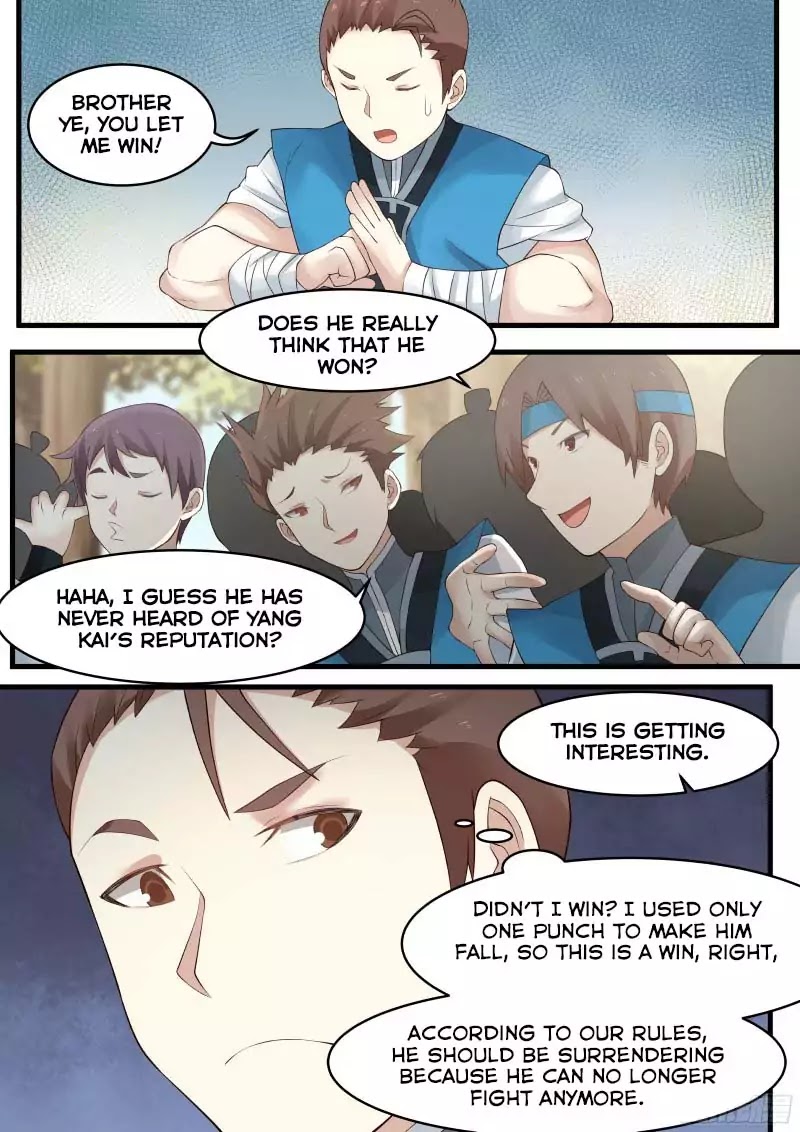 BROTHER
YE, YOU LET
ME WIN!
DOES HE REALLY
THINK THAT HE
WON?
HAHA, I GUESS HE HAS
NEVER HEARD OF YANG
KAI'S REPUTATION?
THIS IS GETTING
INTERESTING.
DIDN'T I WIN? I USED ONLY
ONE PUNCH TO MAKE HIM
FALL, SO THIS IS A WIN, RIGHT,
ACCORDING TO OUR RULES,
HE SHOULD BE SURRENDERING
BECAUSE HE CAN NO LONGER
FIGHT ANYMORE.